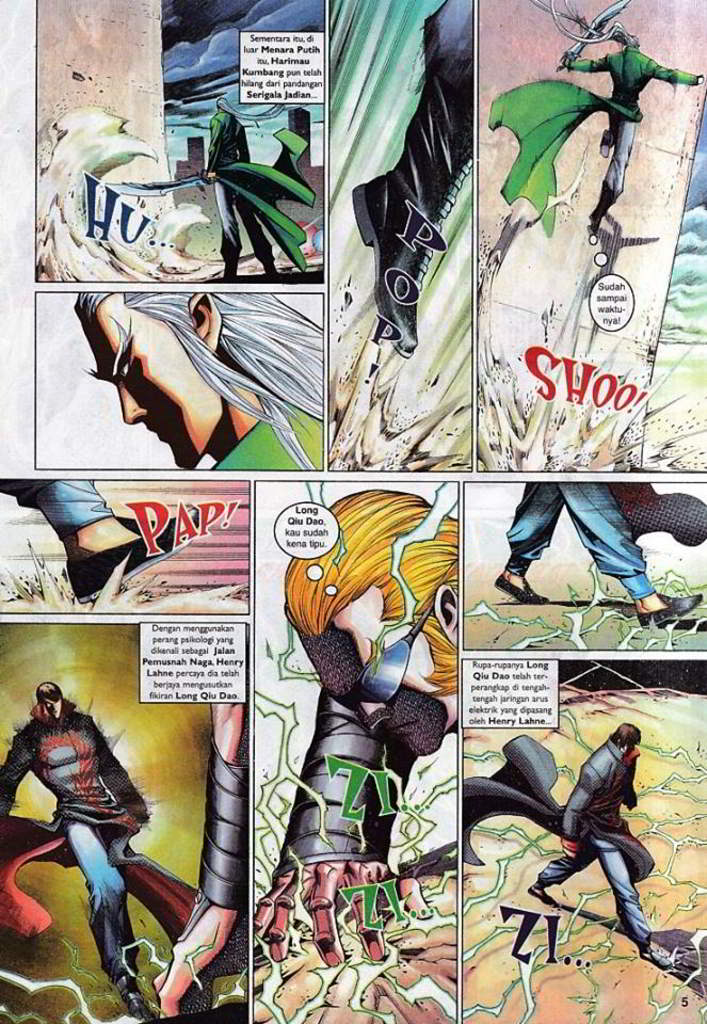 Sementara itu, di
luar Menara Putih
itu, Harimau
Kumbang pun telah
hilang dari pandangan
Serigala Jadian...
HU...
POP POP!
Sudah
sampai
waktu-
nya!
SHOO!
PAP!
Long
Qiu Dao,
kau sudah
kena tipu.
Dengan menggunakan
perang psikologi yang
dikenali sebagai Jalan
Pemusnah Naga, Henry
Lahne percaya dia telah
berjaya mengusutkan
fikiran Long Qiu Dao.
ZI...
ZI...
Rupa-rupanya Long
Qiu Dao telah ter-
perangkap di tengah-
tengah jaringan arus
elektrik yang dipasang
oleh Henry Lahne...
ZI...
5